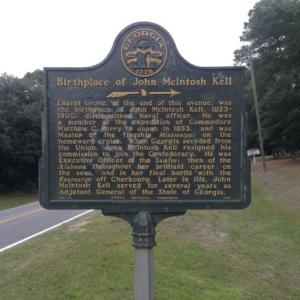 GEORGIA
1776
Birthplace of John McIntosh Kell
Laurel Grove, at the end of this avenue, was
the birthplace of John McIntosh Kell, 1823-
1900, distinguished Naval officer. He was
a member of the expedition of Commodore
Matthew C. Perry to Japan in 1853, and was
Master of the flagship Mississippi on the
homeward cruise. When Georgia seceded from
the Union, John McIntosh Kell resigned his
commission to join the Confederacy. He was
Executive Officer of the Sumter; then of the
Alabama throughout her brilliant career on
the seas, and in her final battle with the
Kearsarge off Cherbourg. Later in life, John
McIntosh Kell served for several years as
Adjutant General of the State of Georgia.
GEORGIA HISTORICAL COMMISSION